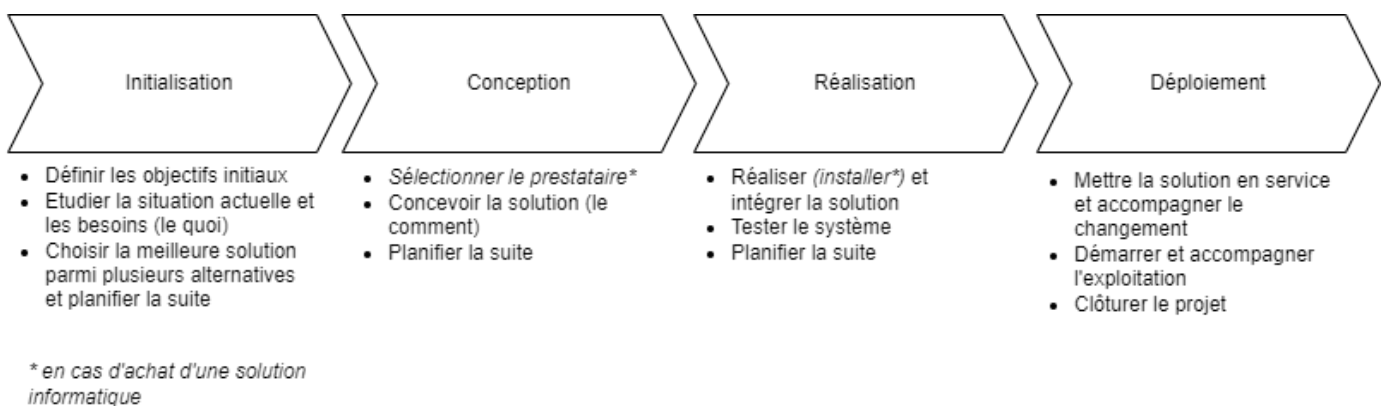 Initialisation
Conception
Réalisation
Déploiement
• Définir les objectifs initiaux
• Etudier la situation actuelle et
les besoins (le quoi)
• Choisir la meilleure solution
parmi plusieurs alternatives
et planifier la suite
• Sélectionner le prestataire*
• Concevoir la solution (le
comment)
• Planifier la suite
• Réaliser (installer*) et
intégrer la solution
• Tester le système
• Planifier la suite
• Mettre la solution en service
et accompagner le
changement
• Démarrer et accompagner
l'exploitation
• Clôturer le projet
* en cas d'achat d'une solution
informatique